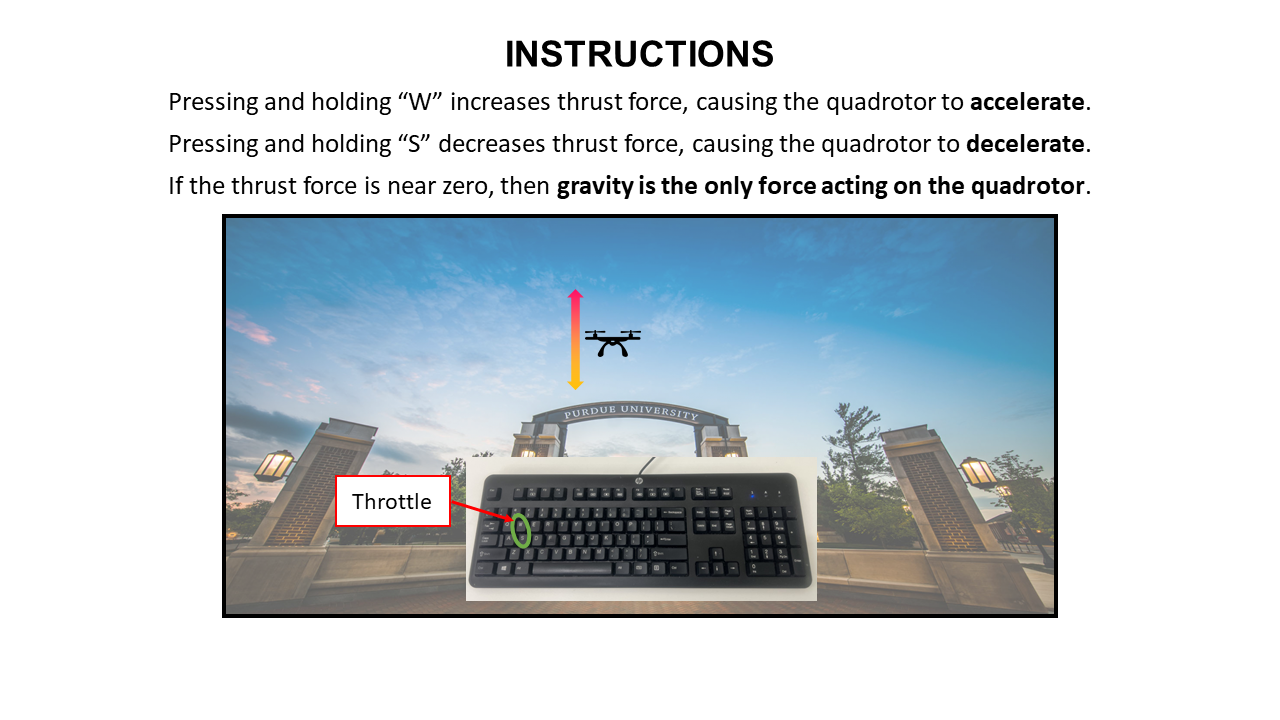 INSTRUCTIONS
Pressing and holding “W” increases thrust force, causing the quadrotor to accelerate.
Pressing and holding “S” decreases thrust force, causing the quadrotor to decelerate.
If the thrust force is near zero, then gravity is the only force acting on the quadrotor.
PURDUE UNIVERSITY
Throttle